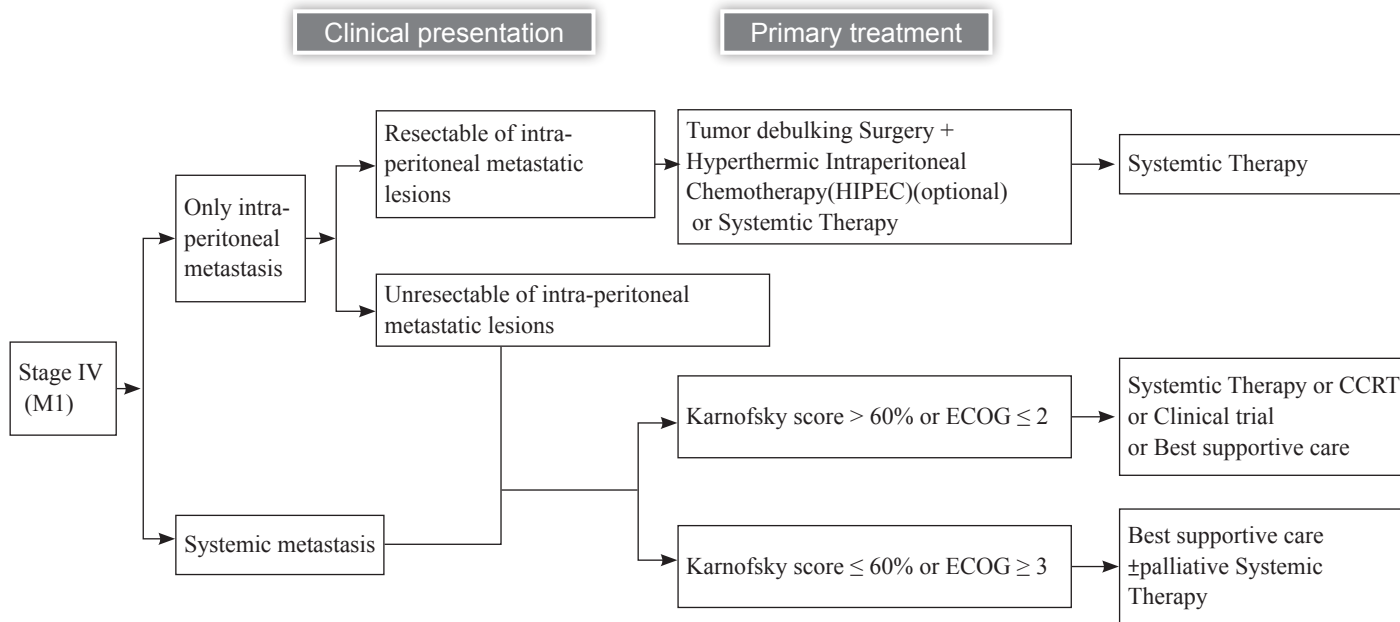 Clinical presentation
Primary treatment
Resectable of intra-
peritoneal metastatic
lesions
Tumor debulking Surgery +
Hyperthermic Intraperitoneal
Chemotherapy(HIPEC)(optional)
or Systemtic Therapy
Systemtic Therapy
Only intra-
peritoneal
metastasis
Unresectable of intra-peritoneal
metastatic lesions
Stage IV
(M1)
Karnofsky score > 60% or ECOG ≤ 2
Systemtic Therapy or CCRT
or Clinical trial
or Best supportive care
Systemic metastasis
Karnofsky score ≤ 60% or ECOG ≥ 3
Best supportive care
±palliative Systemic
Therapy